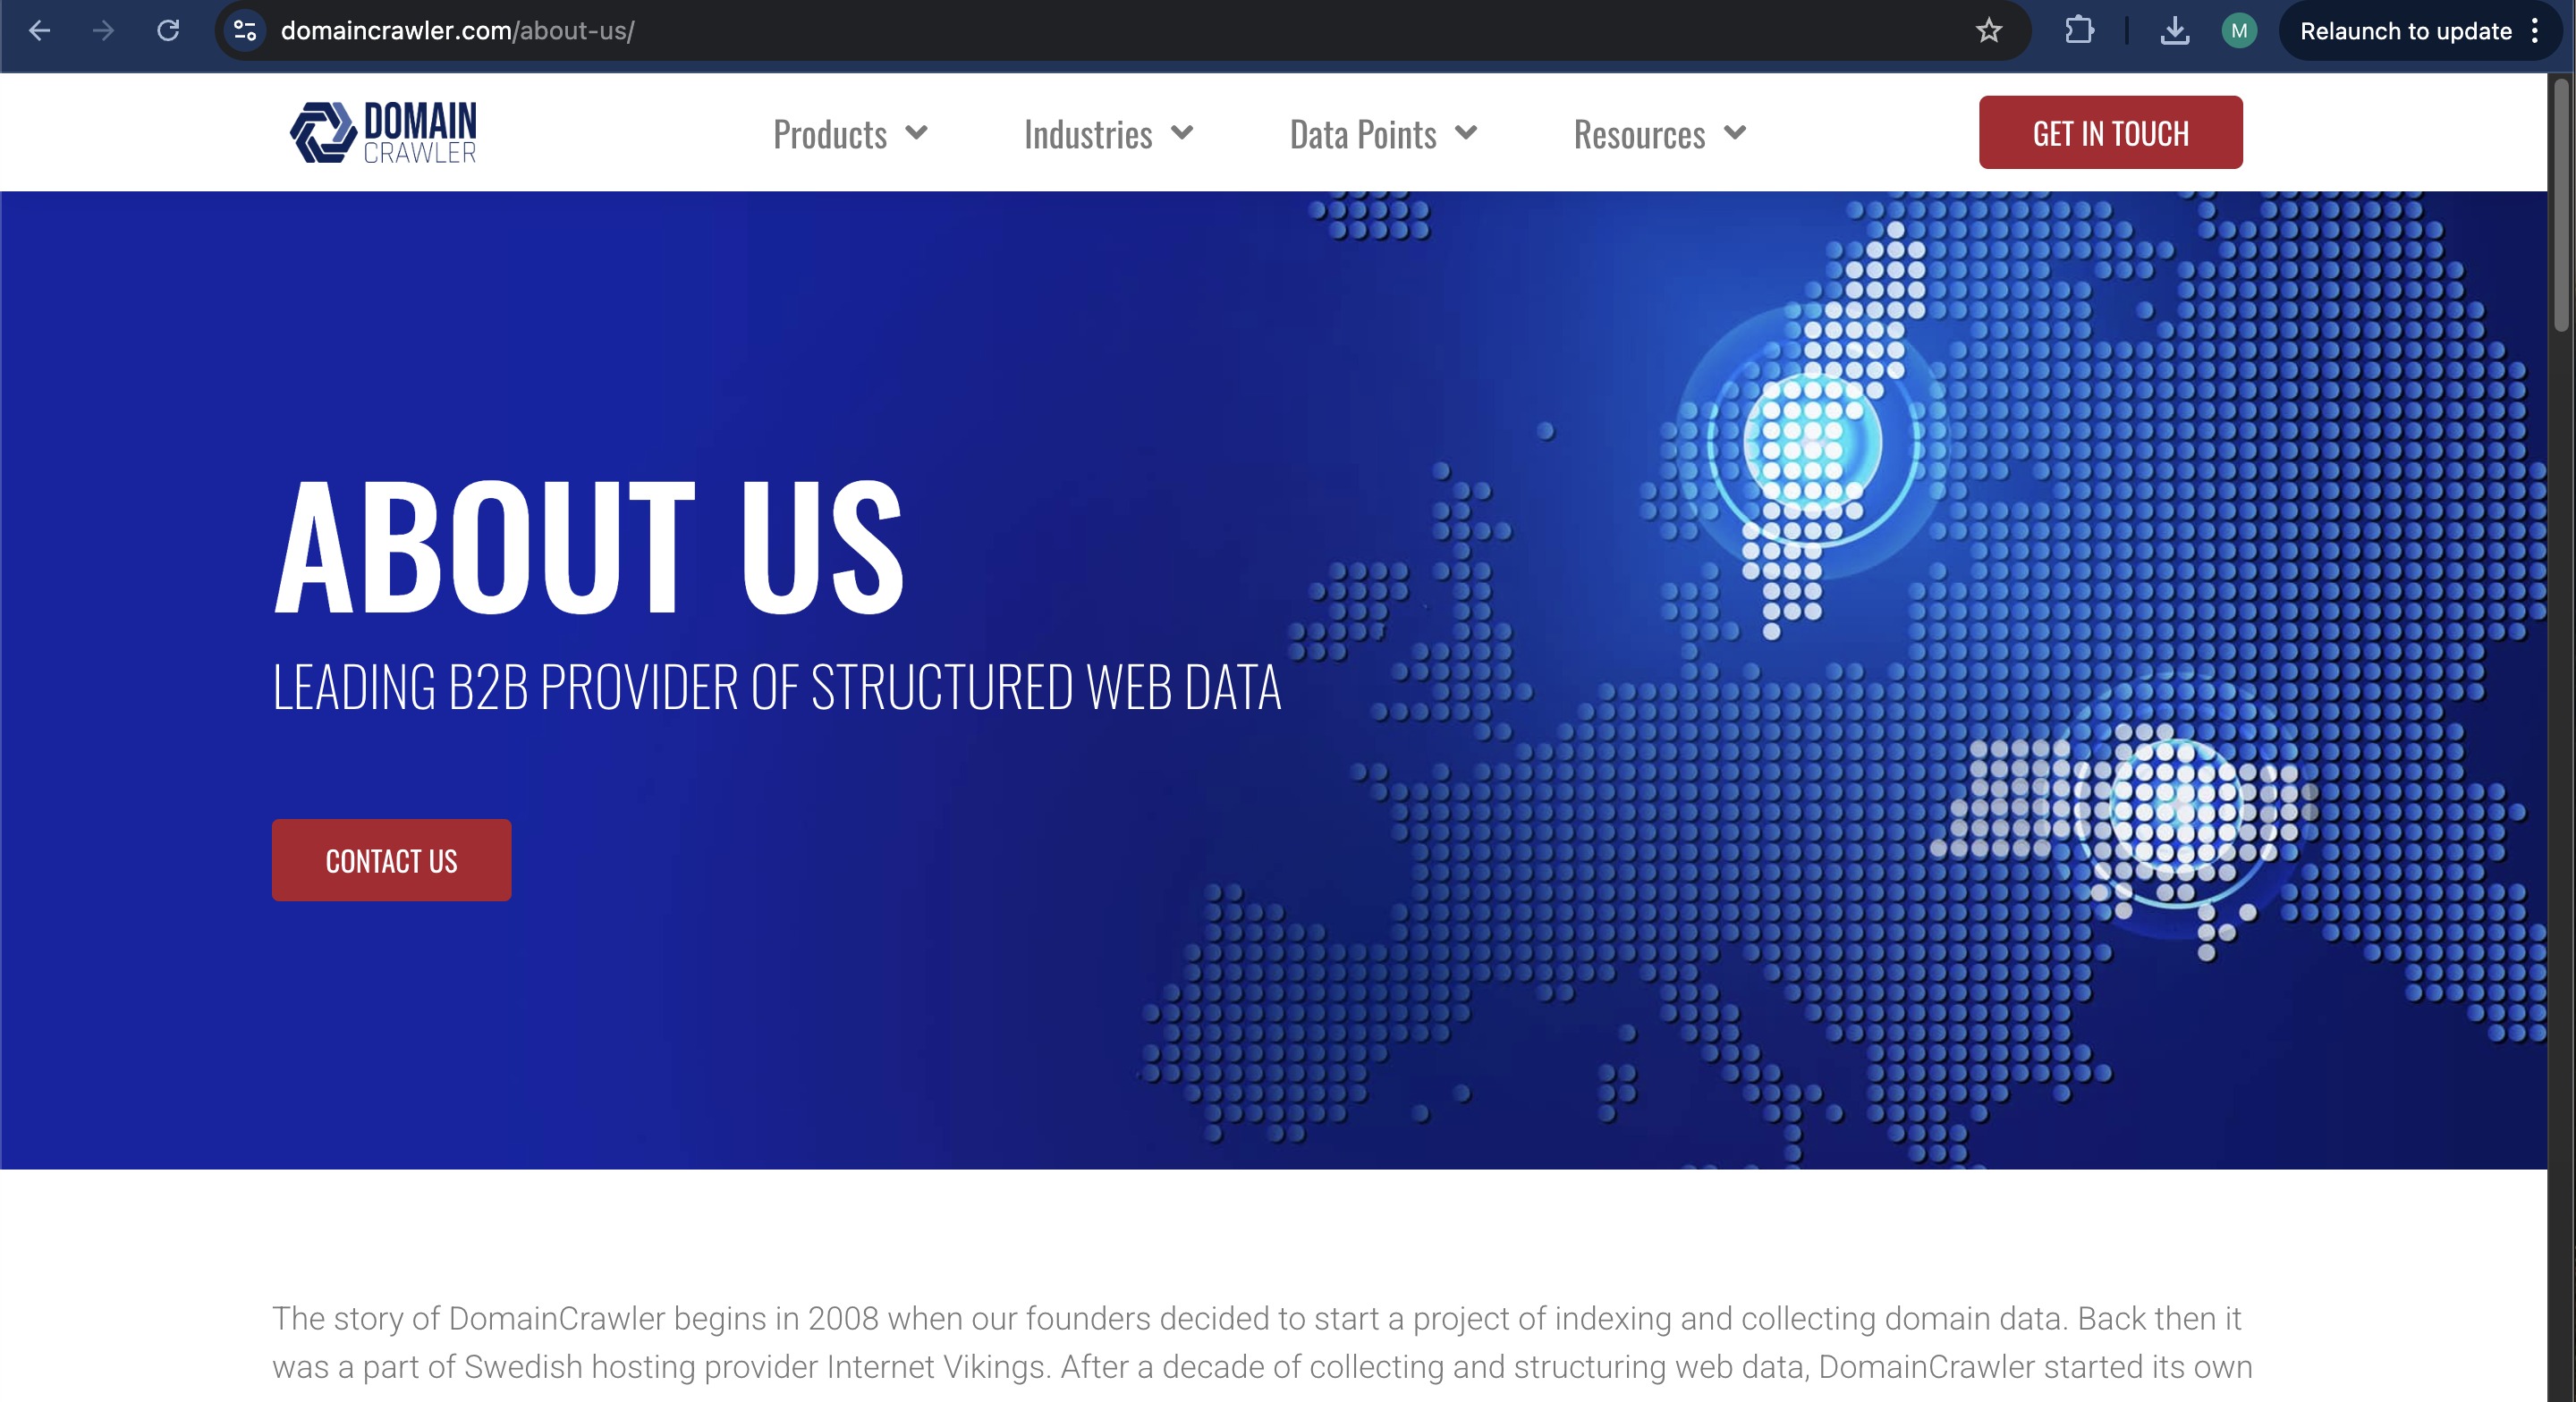 domaincrawler.com/about-us/
M
Relaunch to update
DOMAIN
CRAWLER
Products
Industries
Data Points
Resources
GET IN TOUCH
ABOUT US
LEADING B2B PROVIDER OF STRUCTURED WEB DATA
CONTACT US
The story of DomainCrawler begins in 2008 when our founders decided to start a project of indexing and collecting domain data. Back then it
was a part of Swedish hosting provider Internet Vikings. After a decade of collecting and structuring web data, DomainCrawler started its own